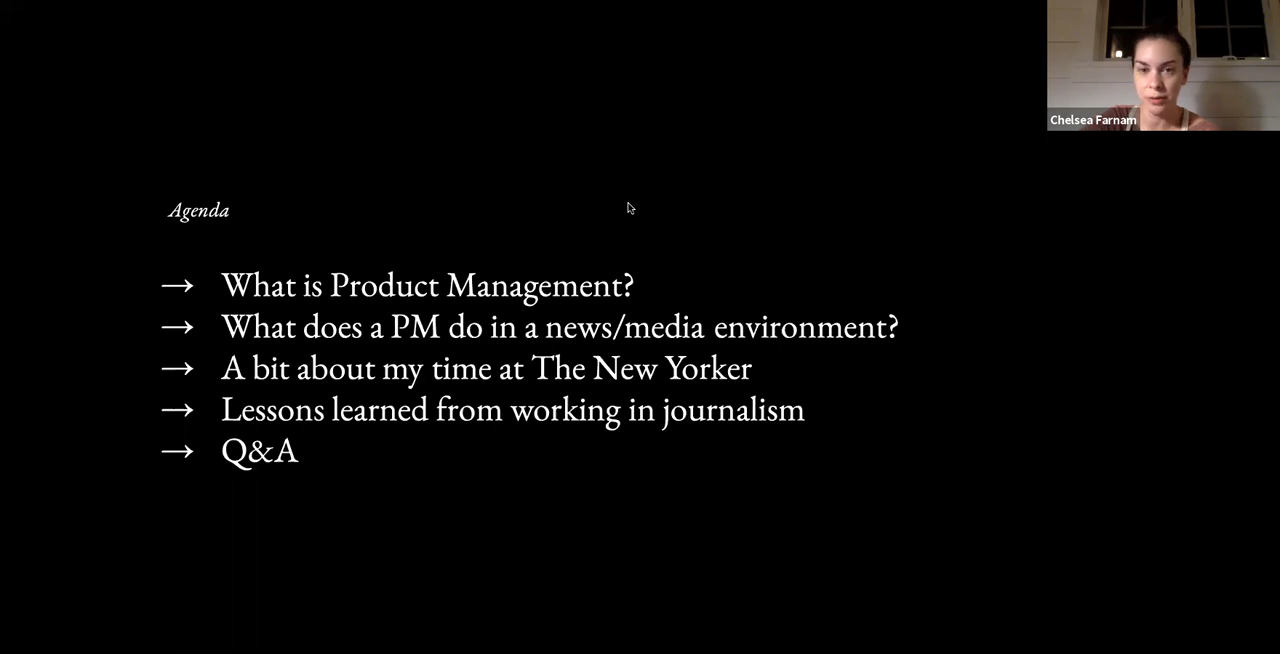 Chelsea Farnam
Agenda
→ What is Product Management?
→ What does a PM do in a news/media environment?
→ A bit about my time at The New Yorker
→ Lessons learned from working in journalism
→ Q&A